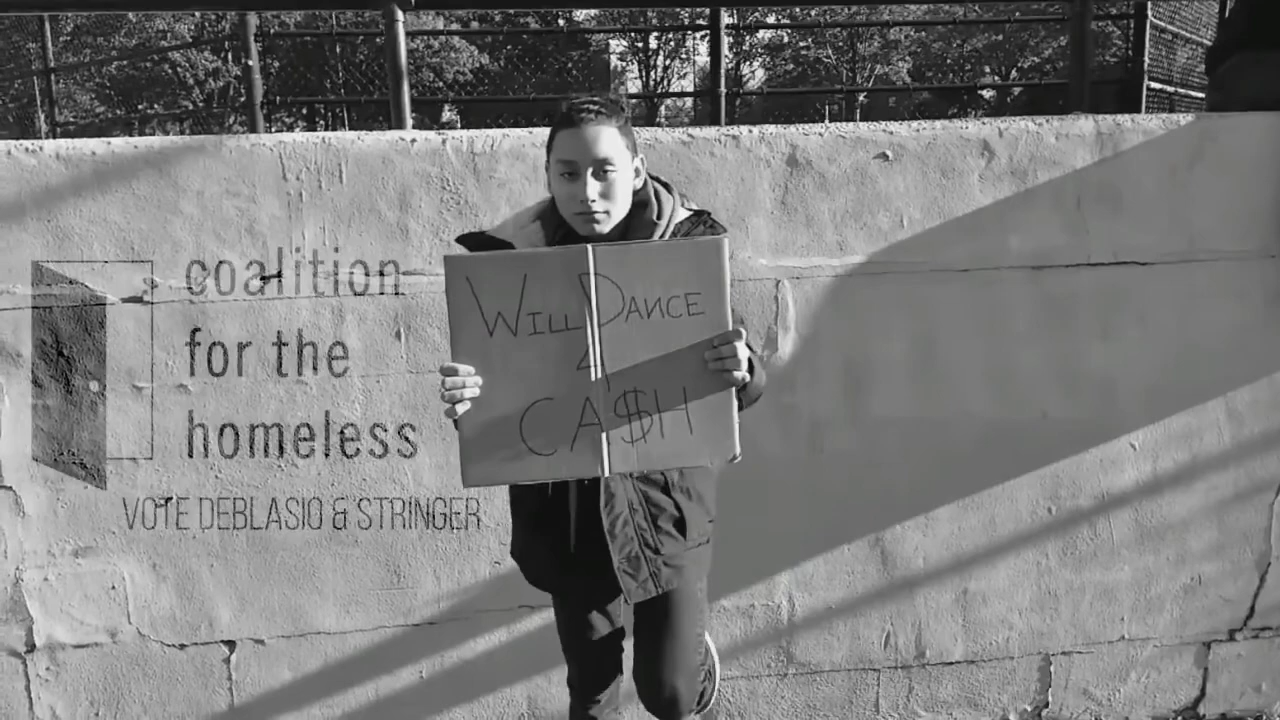 coalition
for the
homeless
VOTE DEBLASIO & STRINGER
WILL DANCE
4
CA$H